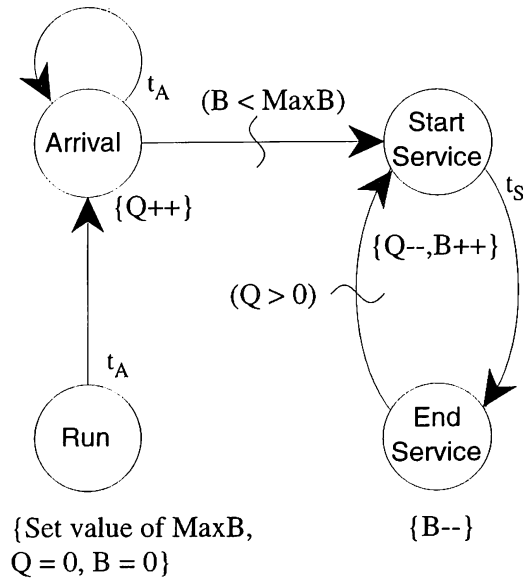 t_A
(B < MaxB)
Arrival
Start
Service
t_S
{Q++}
{Q--,B++}
(Q > 0)
t_A
Run
End
Service
{Set value of MaxB,
Q = 0, B = 0}
{B--}